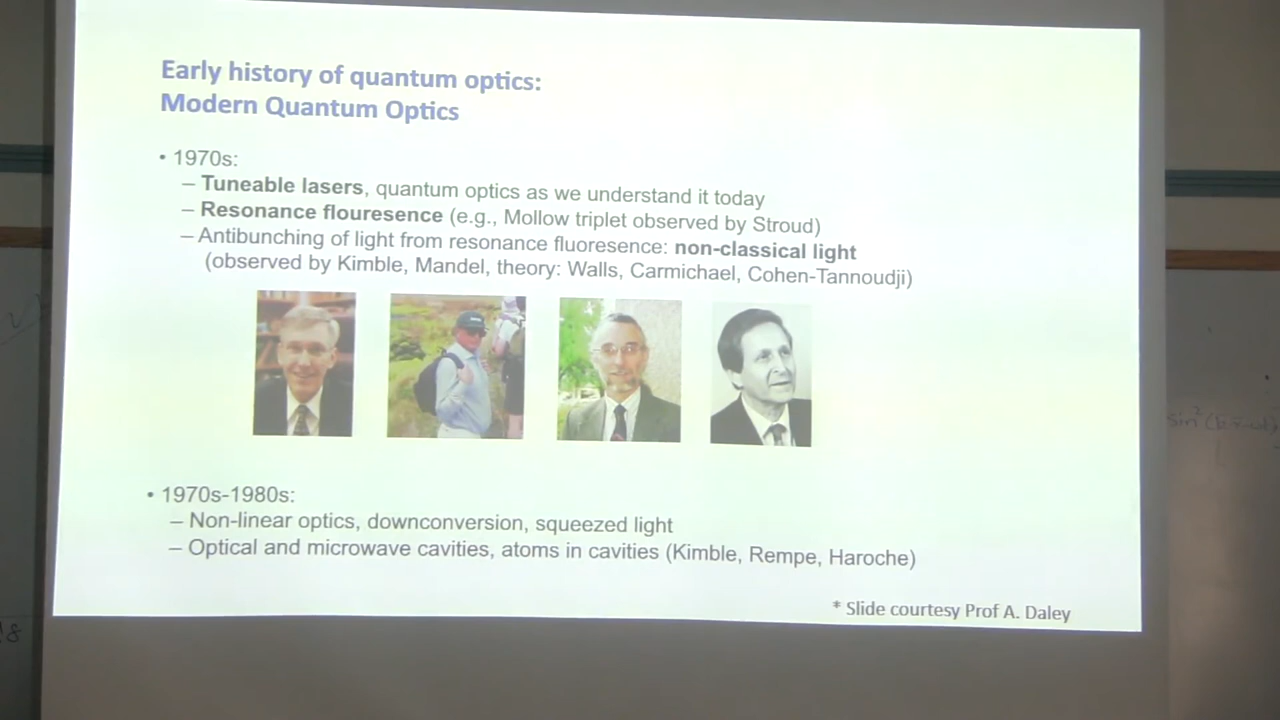 Early history of quantum optics:
Modern Quantum Optics
• 1970s:
– Tuneable lasers, quantum optics as we understand it today
– Resonance flouresence (e.g., Mollow triplet observed by Stroud)
– Antibunching of light from resonance fluoresence: non-classical light
(observed by Kimble, Mandel, theory: Walls, Carmichael, Cohen-Tannoudji)
• 1970s-1980s:
– Non-linear optics, downconversion, squeezed light
– Optical and microwave cavities, atoms in cavities (Kimble, Rempe, Haroche)
* Slide courtesy Prof A. Daley